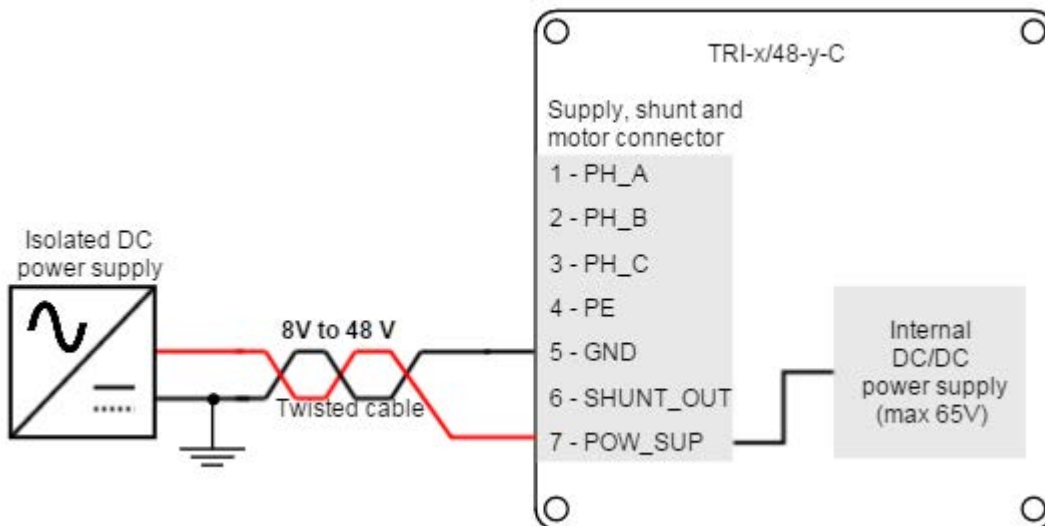 TRI-x/48-y-C
Supply, shunt and
motor connector
1 - PH_A
2 - PH_B
3 - PH_C
4 - PE
5 - GND
6 - SHUNT_OUT
7 - POW_SUP
Isolated DC
power supply
8V to 48 V
Twisted cable
Internal
DC/DC
power supply
(max 65V)